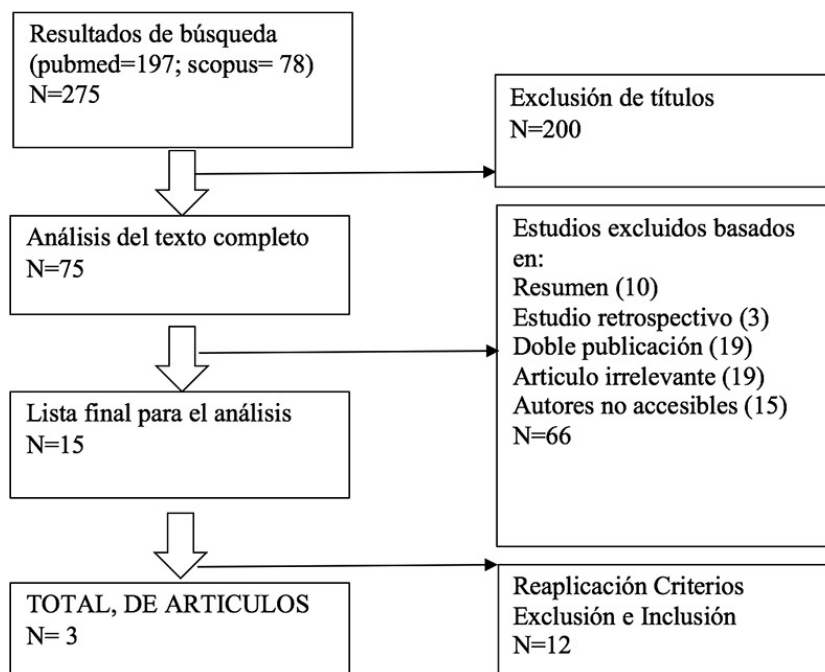 Resultados de búsqueda
(pubmed=197; scopus= 78)
N=275
Exclusión de títulos
N=200
Análisis del texto completo
N=75
Estudios excluidos basados
en:
Resumen (10)
Estudio retrospectivo (3)
Doble publicación (19)
Articulo irrelevante (19)
Autores no accesibles (15)
N=66
Lista final para el análisis
N=15
Reaplicación Criterios
Exclusión e Inclusión
N=12
TOTAL, DE ARTICULOS
N= 3